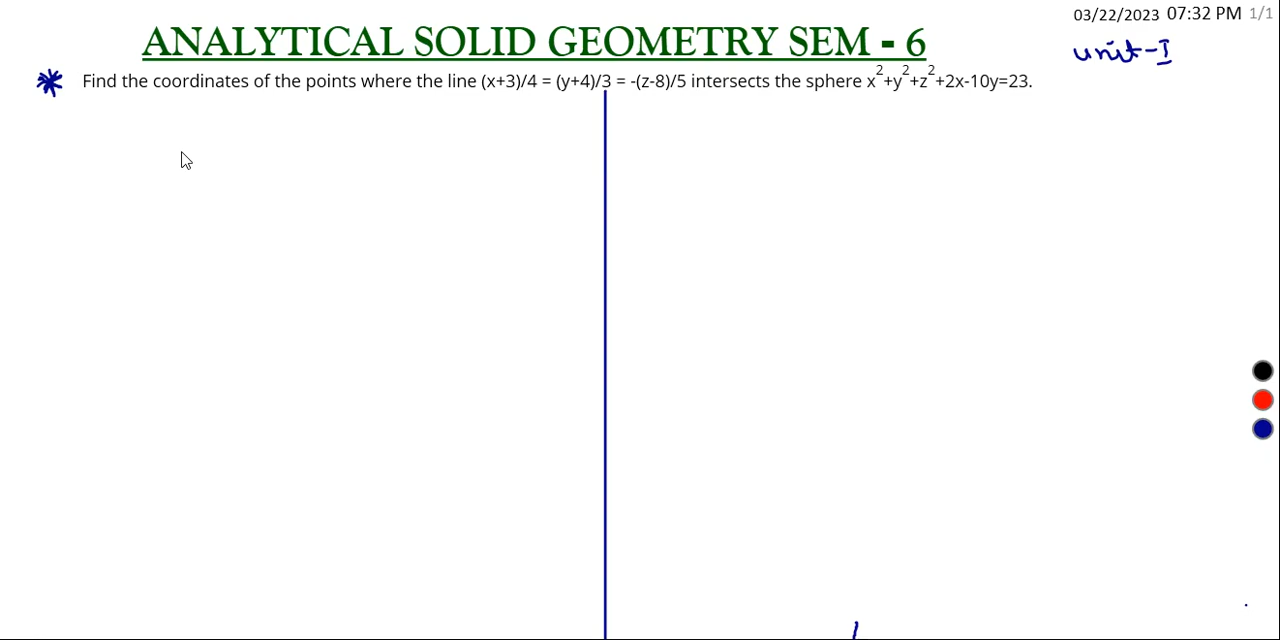 03/22/2023 07:32 PM 1/1
ANALYTICAL SOLID GEOMETRY SEM - 6
unit-I
* Find the coordinates of the points where the line (x+3)/4 = (y+4)/3 = -(z-8)/5 intersects the sphere x²+y²+z²+2x-10y=23.